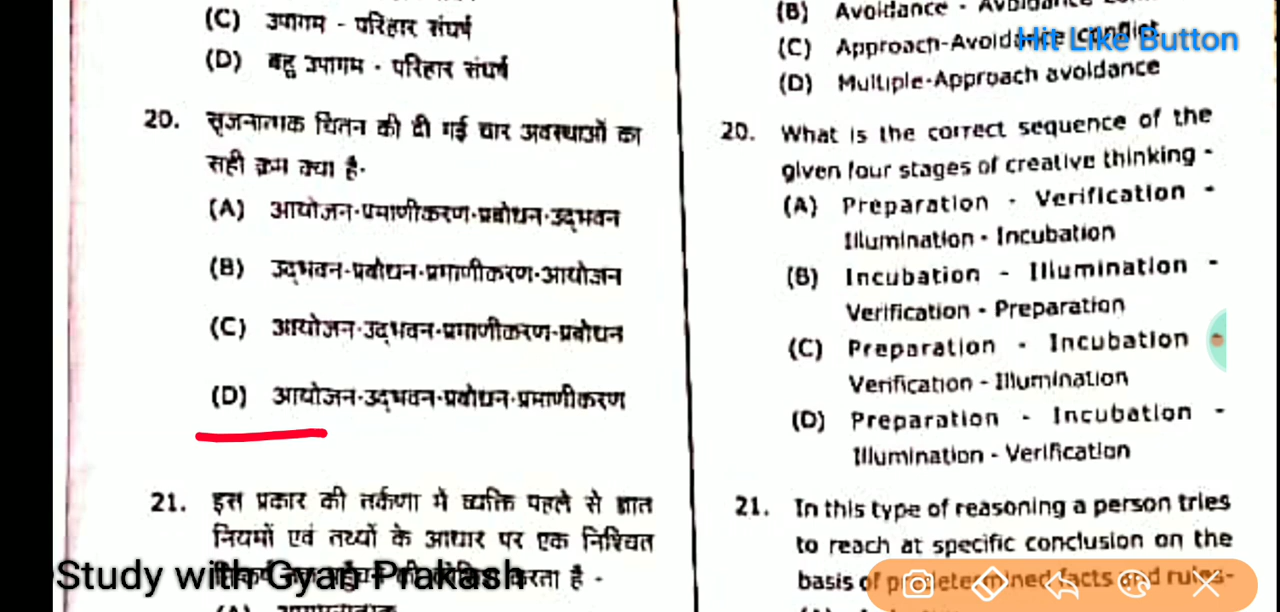 (C) उपागम - परिहार संघर्ष
(D) बहु उपागम - परिहार संघर्ष
20. सृजनात्मक चिंतन की दी गई चार अवस्थाओं का
सही क्रम क्या है-
(A) आयोजन-प्रमाणीकरण-प्रबोधन-उद्भवन
(B) उद्भवन-प्रबोधन-प्रमाणीकरण-आयोजन
(C) आयोजन-उद्भवन-प्रमाणीकरण-प्रबोधन
(D) आयोजन-उद्भवन-प्रबोधन-प्रमाणीकरण
21. इस प्रकार की तर्कणा में व्यक्ति पहले से ज्ञात
नियमों एवं तथ्यों के आधार पर एक निश्चित
करता है -
Study with Gyan Prakash
(B) Avoidance - Avoidance
(C) Approach-Avoidance conflict
Hit Like Button
(D) Multiple-Approach avoidance
20. What is the correct sequence of the
given four stages of creative thinking -
(A) Preparation - Verification -
Illumination - Incubation
(B) Incubation - Illumination -
Verification - Preparation
(C) Preparation - Incubation
Verification - Illumination
(D) Preparation - Incubation -
Illumination - Verification
21. In this type of reasoning a person tries
to reach at specific conclusion on the
basis of predetermined facts and rules-